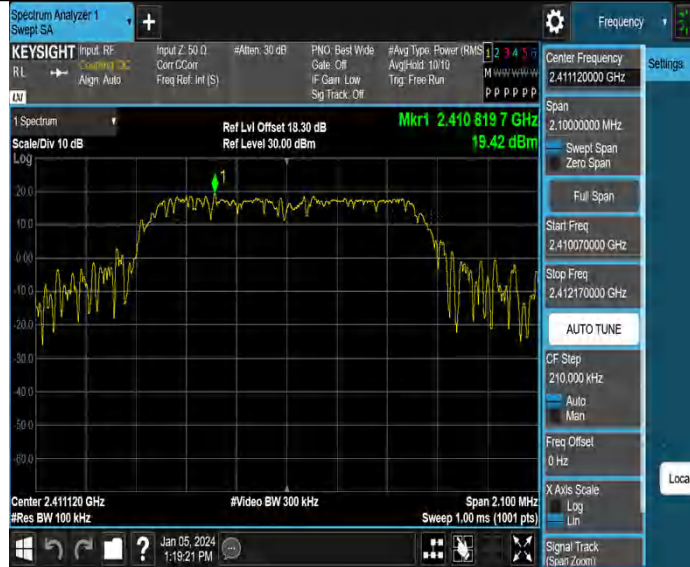 Spectrum Analyzer 1
Swept SA
+
Frequency
KEYSIGHT
RL
Input: RF
Coupling: DC
Align: Auto
Input Z: 50 Ω
Corr CCorr
Freq Ref: Int (S)
#Atten: 30 dB
PNO: Best Wide
Gate: Off
IF Gain: Low
Sig Track: Off
#Avg Type: Power (RMS
Avg|Hold: 10/10
Trig: Free Run
1 2 3 4 5 6
M W W W W W
P P P P P P
LXI
1 Spectrum
Scale/Div 10 dB
Log
Ref Lvl Offset 18.30 dB
Ref Level 30.00 dBm
Mkr1 2.410 819 7 GHz
19.42 dBm
1
20.0
10.0
0.00
-10.0
-20.0
-30.0
-40.0
-50.0
-60.0
Center 2.411120 GHz
#Res BW 100 kHz
#Video BW 300 kHz
Span 2.100 MHz
Sweep 1.00 ms (1001 pts)
Center Frequency
2.411120000 GHz
Settings
Span
2.10000000 MHz
Swept Span
Zero Span
Full Span
Start Freq
2.410070000 GHz
Stop Freq
2.412170000 GHz
AUTO TUNE
CF Step
210.000 kHz
Auto
Man
Freq Offset
0 Hz
X Axis Scale
Log
Lin
Loca
Signal Track
(Span Zoom)
?
Jan 05, 2024
1:19:21 PM